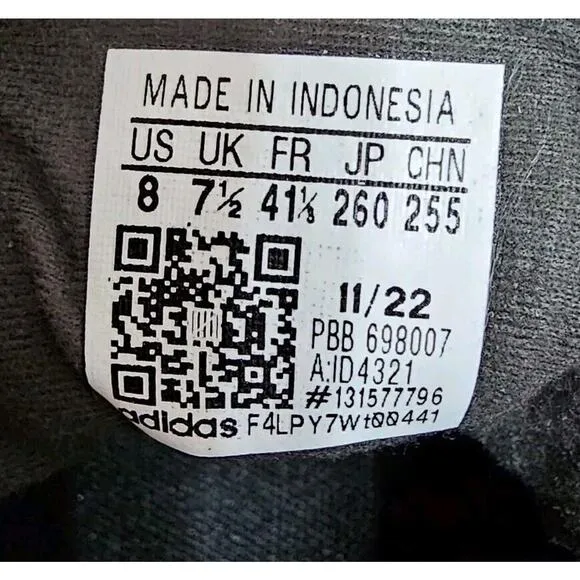 MADE IN INDONESIA
US UK FR JP CHN
8 7½ 41⅓ 260 255
11/22
PBB 698007
A:ID4321
#131577796
adidas F4LPY7Wt00441